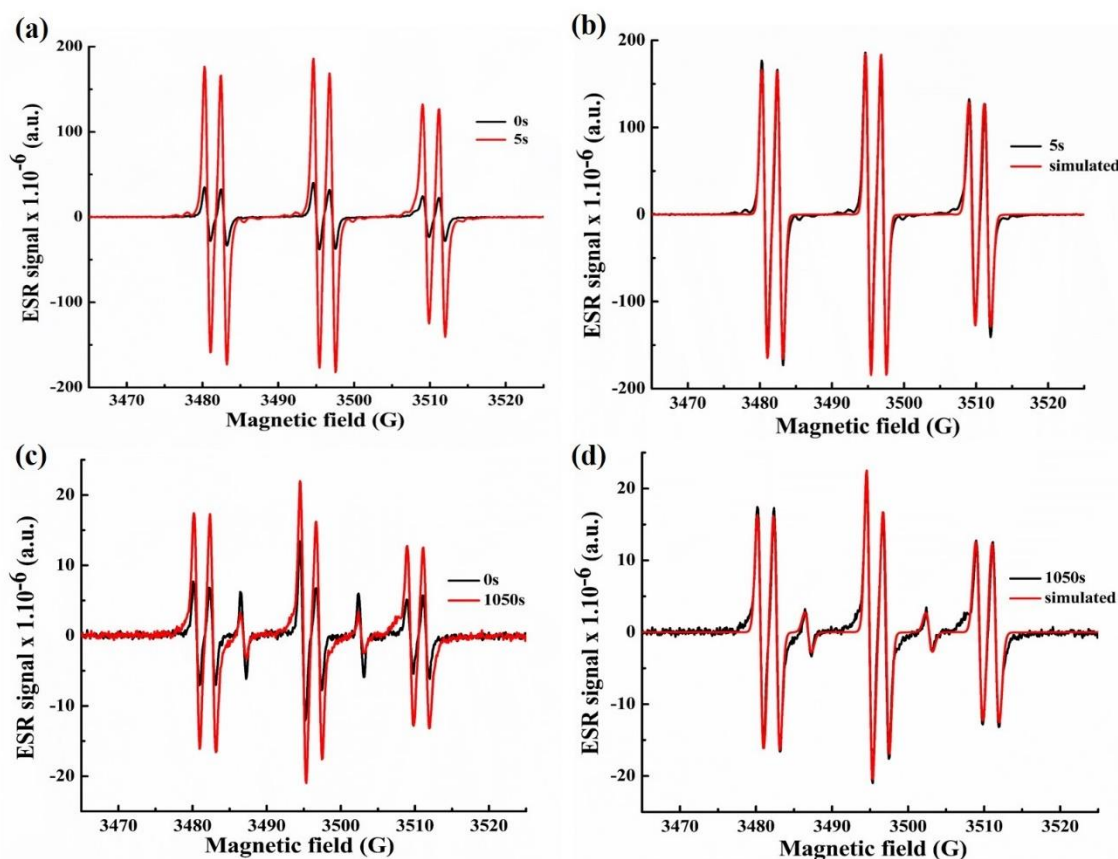 (a)
ESR signal x 1.10-6 (a.u.)
200
100
0
-100
-200
0s
5s
3470 3480 3490 3500 3510 3520
Magnetic field (G)
(b)
ESR signal x 1.10-6 (a.u.)
200
100
0
-100
-200
5s
simulated
3470 3480 3490 3500 3510 3520
Magnetic field (G)
(c)
ESR signal x 1.10-6 (a.u.)
20
10
0
-10
-20
0s
1050s
3470 3480 3490 3500 3510 3520
Magnetic field (G)
(d)
ESR signal x 1.10-6 (a.u.)
20
10
0
-10
-20
1050s
simulated
3470 3480 3490 3500 3510 3520
Magnetic field (G)